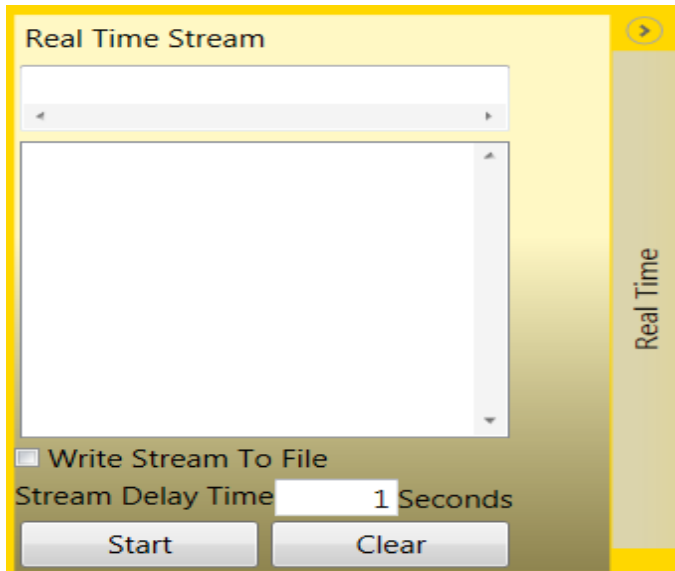 Real Time Stream
Real Time
Write Stream To File
Stream Delay Time 1 Seconds
Start Clear